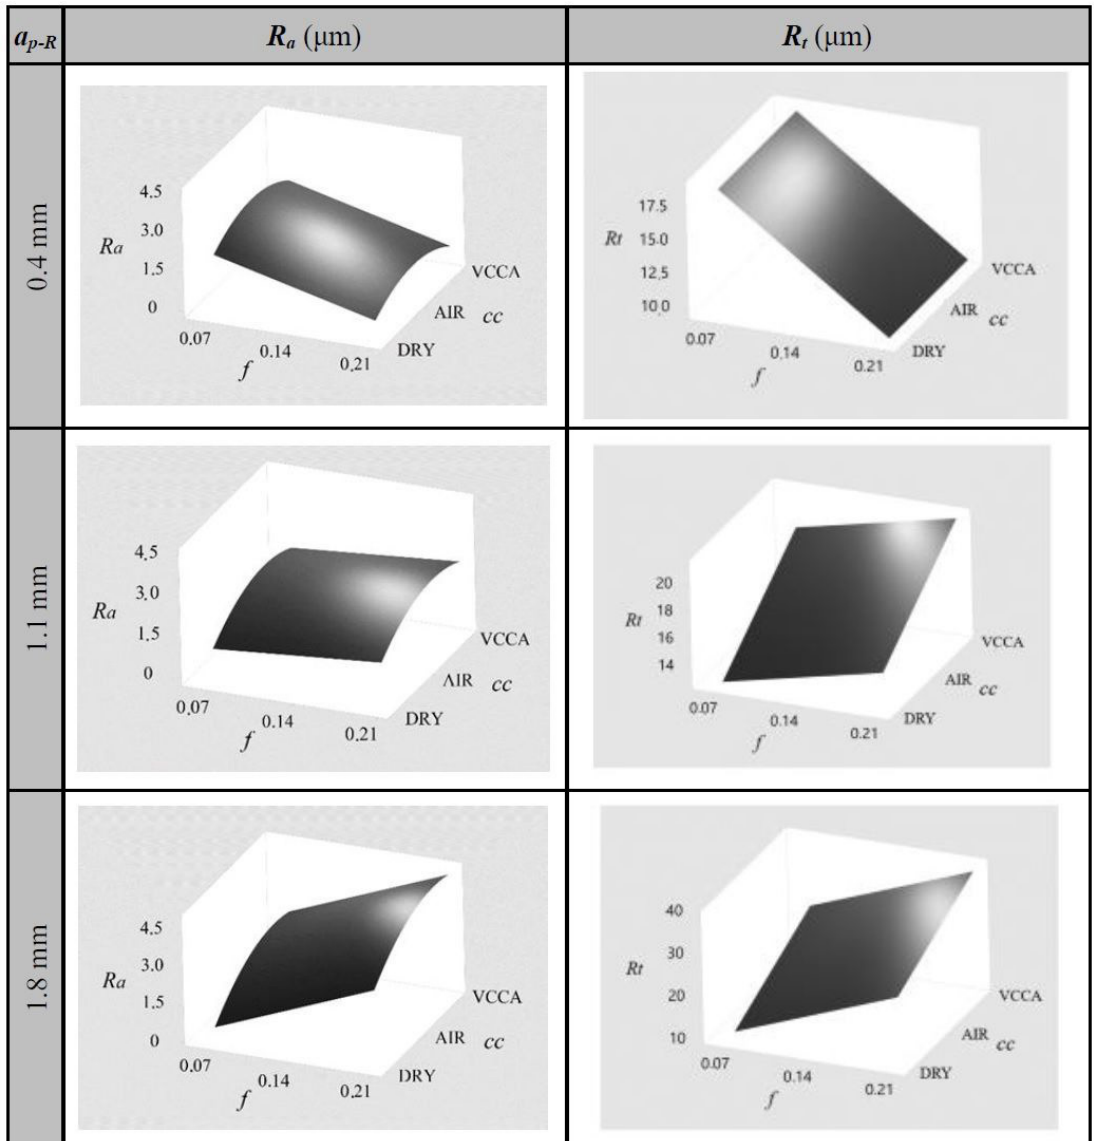 a_p-R R_a (μm) R_t (μm)
0.4 mm
4.5
3.0
Ra
1.5
0
0.07
0.14
0.21
f
DRY
AIR
VCCA
cc
17.5
Rt 15.0
12.5
10.0
0.07
0.14
0.21
f
DRY
AIR
VCCA
cc
1.1 mm
4.5
3.0
Ra
1.5
0
0.07
0.14
0.21
f
DRY
AIR
VCCA
cc
20
18
Rt
16
14
0.07
0.14
0.21
f
DRY
AIR
VCCA
cc
1.8 mm
4.5
3.0
Ra
1.5
0
0.07
0.14
0.21
f
DRY
AIR
VCCA
cc
40
30
Rt
20
10
0.07
0.14
0.21
f
DRY
AIR
VCCA
cc